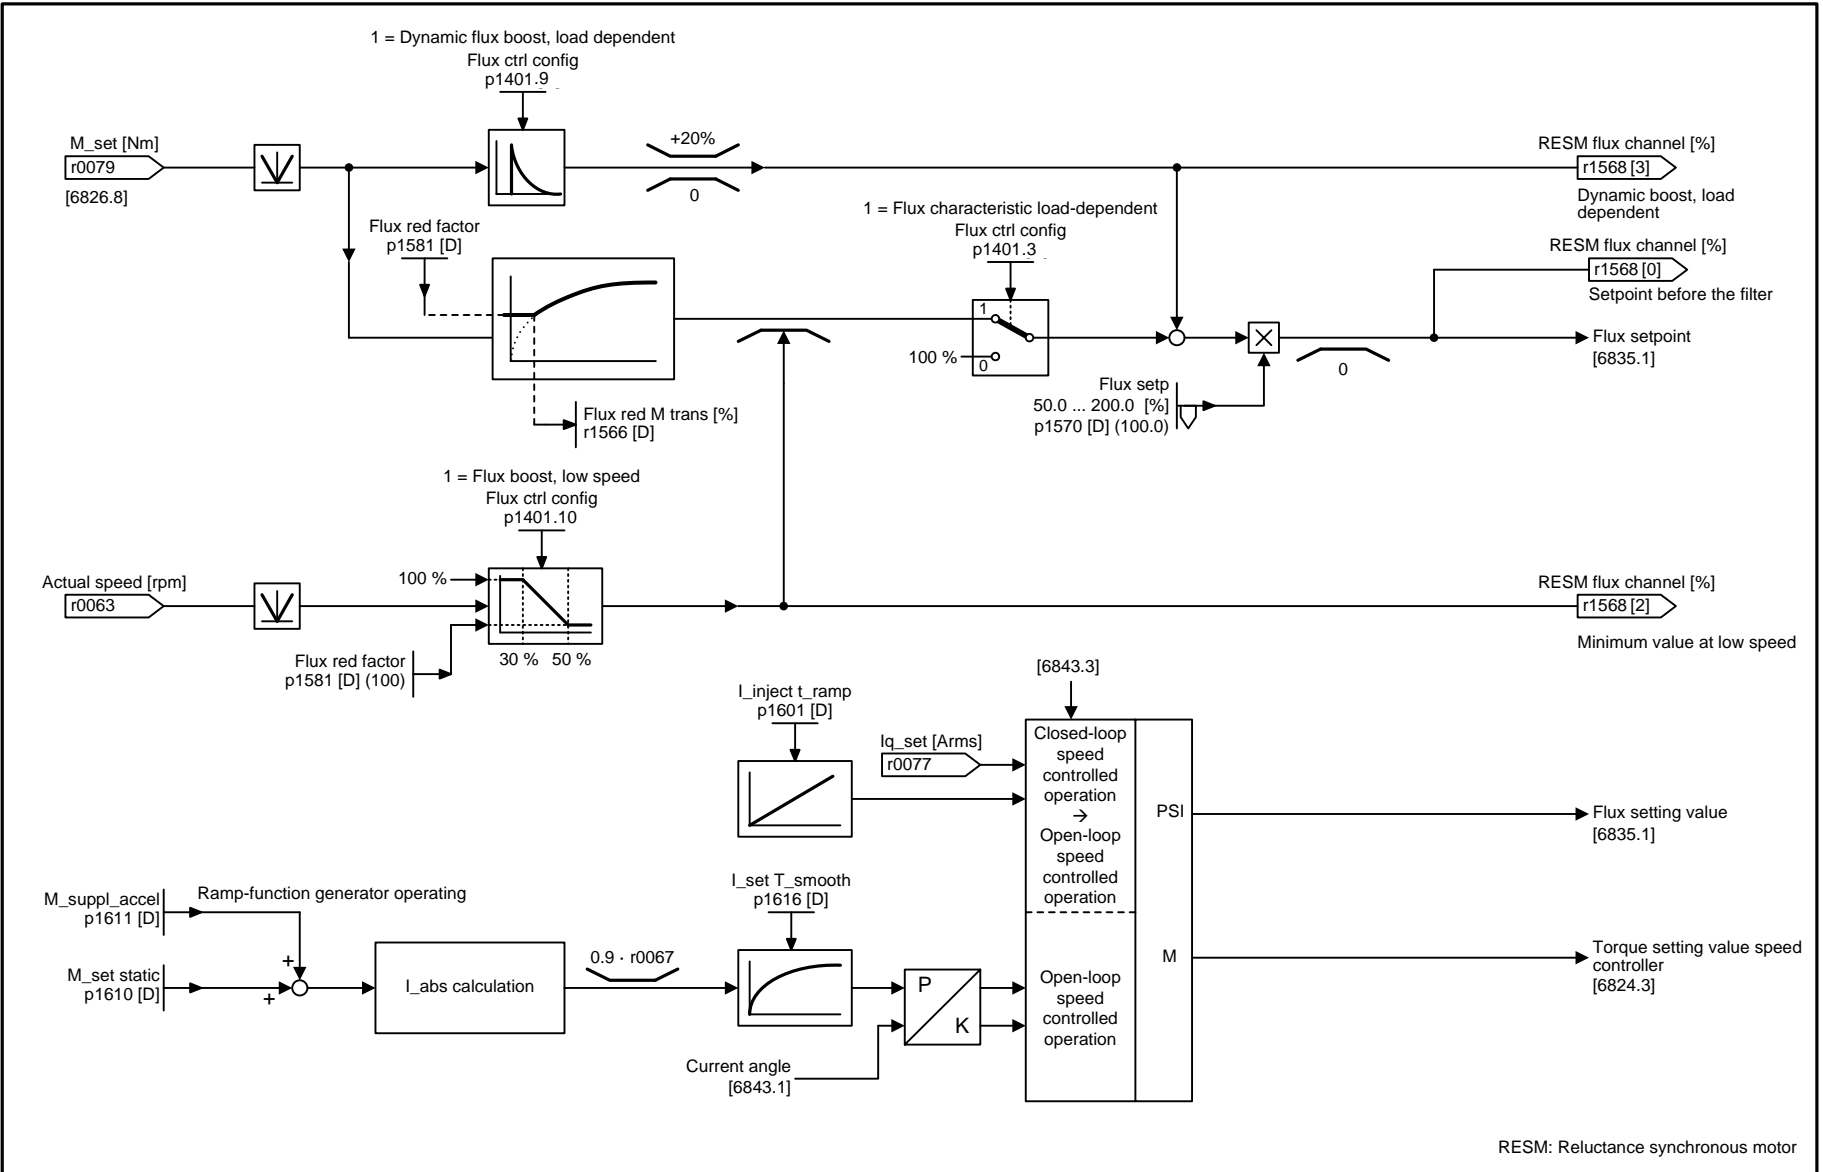 1 = Dynamic flux boost, load dependent
Flux ctrl config
p1401.9
M_set [Nm]
r0079
[6826.8]
+20%
0
RESM flux channel [%]
r1568 [3]
Dynamic boost, load
dependent
Flux red factor
p1581 [D]
1 = Flux characteristic load-dependent
Flux ctrl config
p1401.3
RESM flux channel [%]
r1568 [0]
Setpoint before the filter
1
100 %
0
Flux setpoint
[6835.1]
0
Flux setp
50.0 ... 200.0 [%]
p1570 [D] (100.0)
Flux red M trans [%]
r1566 [D]
1 = Flux boost, low speed
Flux ctrl config
p1401.10
Actual speed [rpm]
r0063
100 %
30 % 50 %
Flux red factor
p1581 [D] (100)
RESM flux channel [%]
r1568 [2]
Minimum value at low speed
[6843.3]
I_inject t_ramp
p1601 [D]
Iq_set [Arms]
r0077
Closed-loop
speed
controlled
operation
→
Open-loop
speed
controlled
operation
PSI
Flux setting value
[6835.1]
M_suppl_accel
p1611 [D]
Ramp-function generator operating
I_set T_smooth
p1616 [D]
M_set static
p1610 [D]
+
+
I_abs calculation
0.9 · r0067
P
K
Open-loop
speed
controlled
operation
M
Torque setting value speed
controller
[6824.3]
Current angle
[6843.1]
RESM: Reluctance synchronous motor